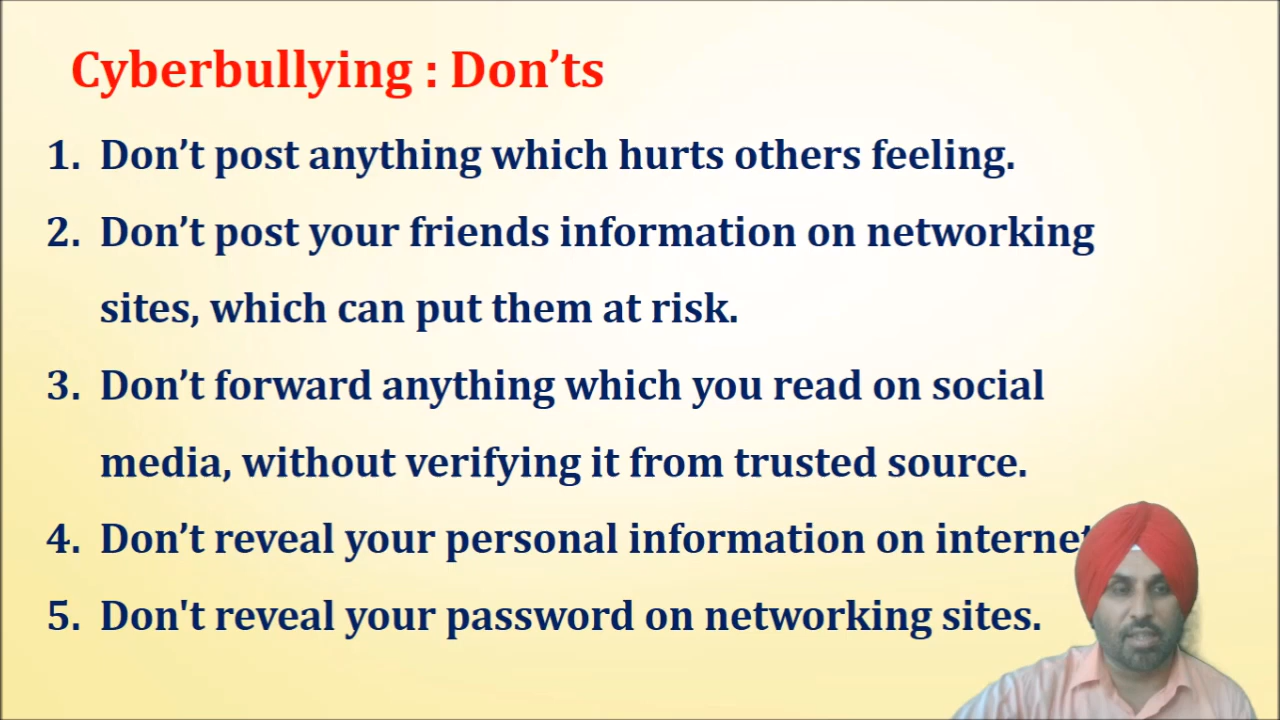 Cyberbullying : Don’ts
1. Don’t post anything which hurts others feeling.
2. Don’t post your friends information on networking
sites, which can put them at risk.
3. Don’t forward anything which you read on social
media, without verifying it from trusted source.
4. Don’t reveal your personal information on internet
5. Don't reveal your password on networking sites.